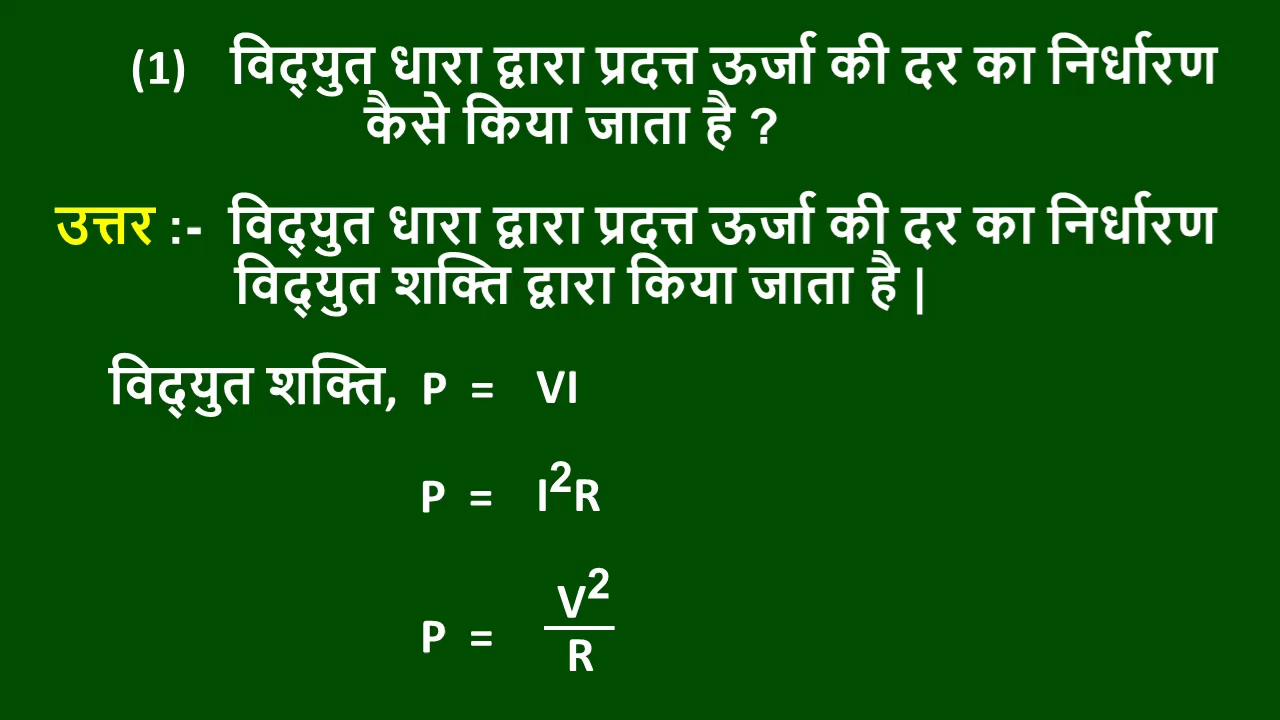 (1) विद्युत धारा द्वारा प्रदत्त ऊर्जा की दर का निर्धारण
कैसे किया जाता है ?
उत्तर :- विद्युत धारा द्वारा प्रदत्त ऊर्जा की दर का निर्धारण
विद्युत शक्ति द्वारा किया जाता है |
विद्युत शक्ति, P = VI
P = I²R
P = V²/R